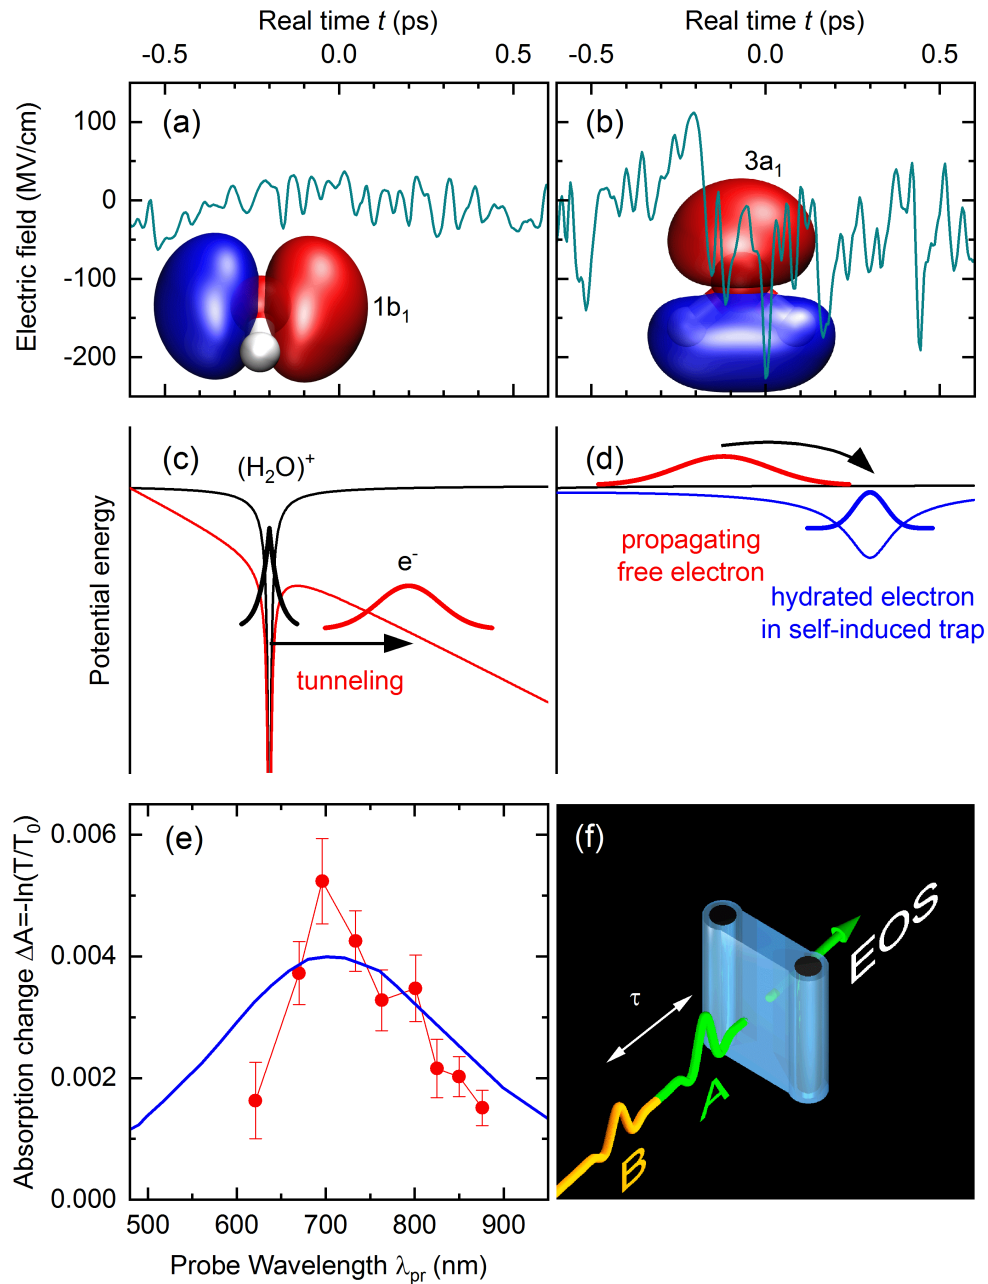 Real time t (ps)
Real time t (ps)
-0.5 0.0 0.5
-0.5 0.0 0.5
Electric field (MV/cm)
100
0
-100
-200
(a)
1b₁
(b)
3a₁
Potential energy
(c)
(H₂O)⁺
e⁻
tunneling
(d)
propagating
free electron
hydrated electron
in self-induced trap
Absorption change ΔA=-ln(T/T₀)
0.006
0.004
0.002
0.000
(e)
500 600 700 800 900
Probe Wavelength λpr (nm)
(f)
EOS
τ
A
B